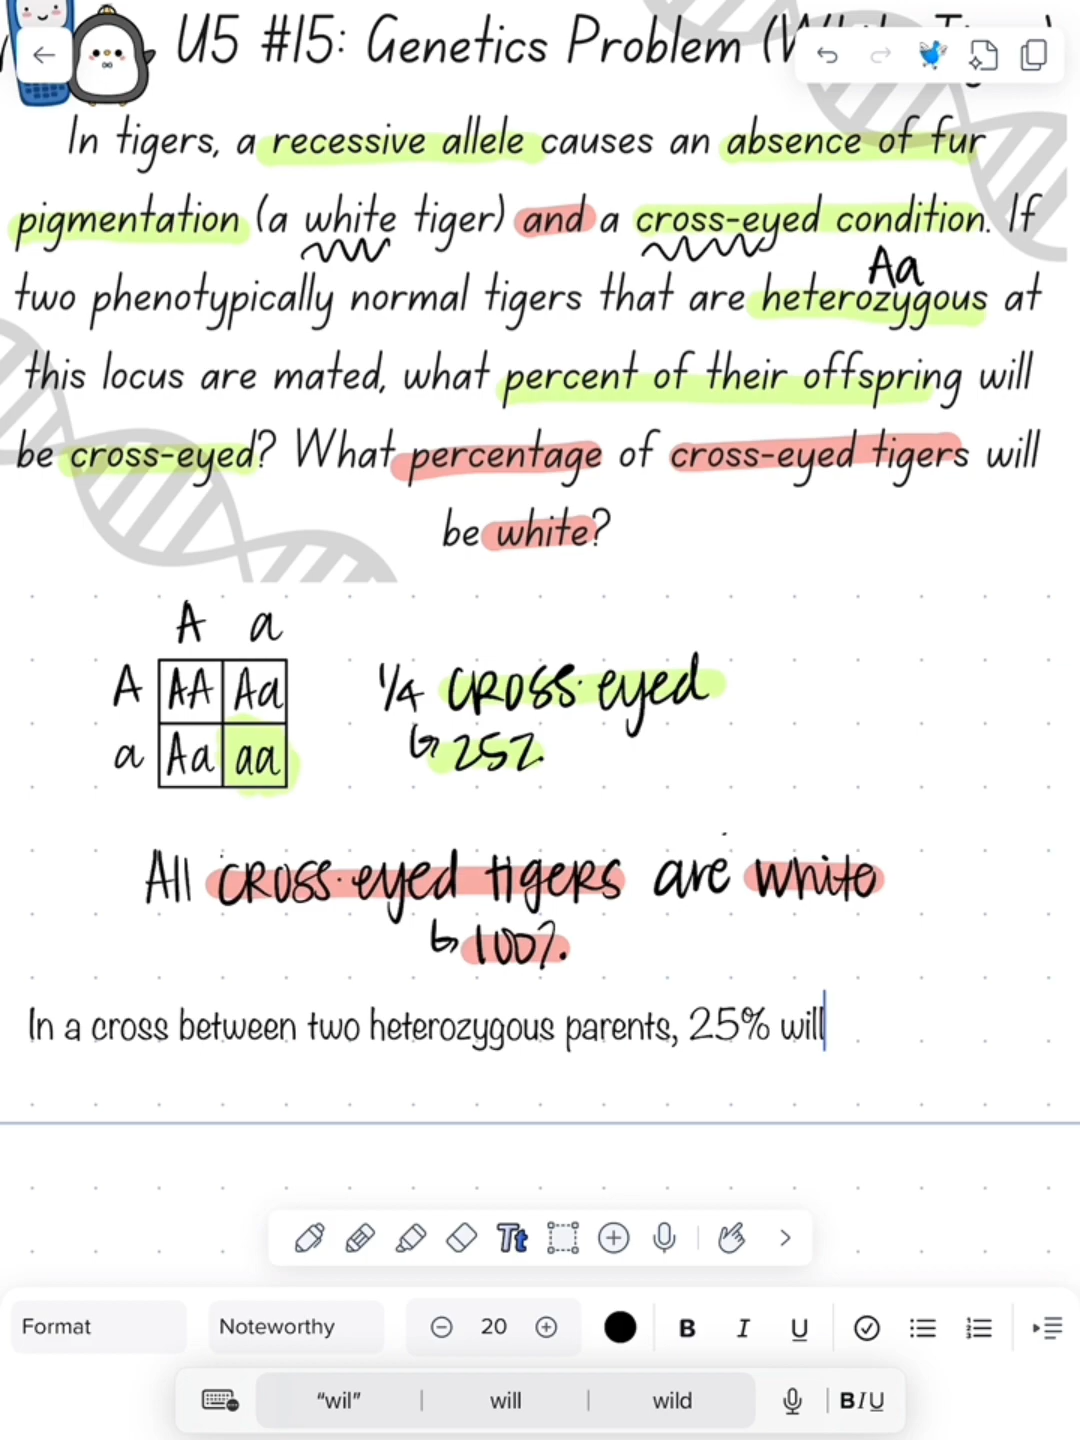 U5 #15: Genetics Problem
In tigers, a recessive allele causes an absence of fur
pigmentation (a white tiger) and a cross-eyed condition. If
Aa
two phenotypically normal tigers that are heterozygous at
this locus are mated, what percent of their offspring will
be cross-eyed? What percentage of cross-eyed tigers will
be white?
A a
A AA Aa
a Aa aa
1/4 cross-eyed
↳ 25%
All cross-eyed tigers are white
↳ 100%
In a cross between two heterozygous parents, 25% will
Tt
Format Noteworthy 20 B I U
"wil" will wild BIU